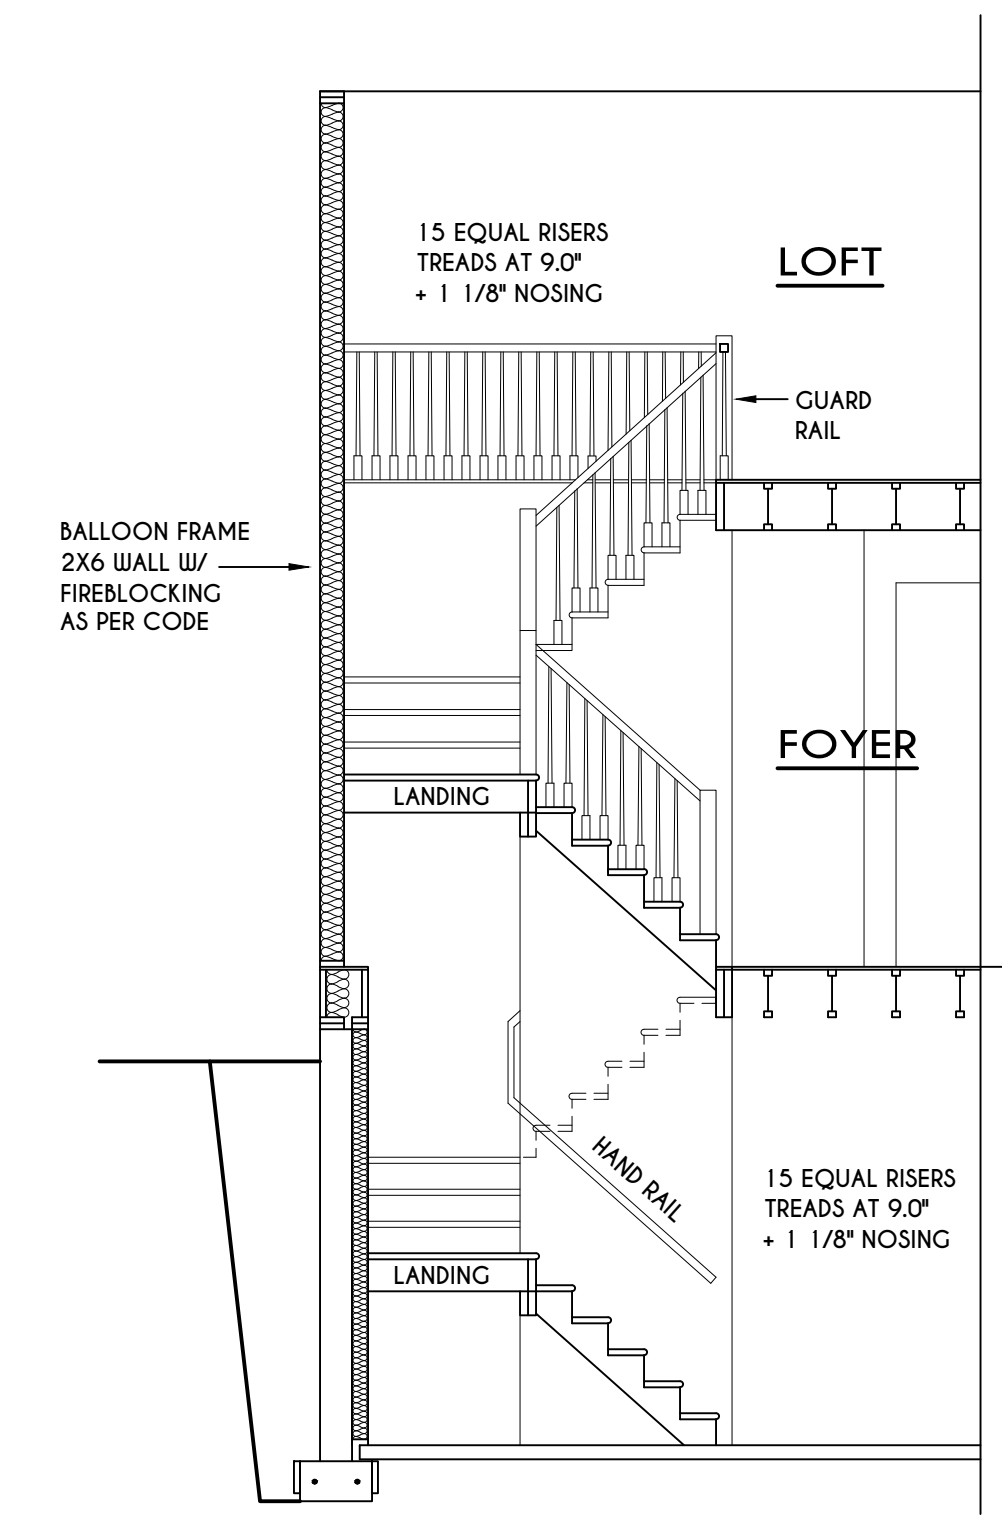 15 EQUAL RISERS
TREADS AT 9.0"
+ 1 1/8" NOSING
LOFT
GUARD
RAIL
BALLOON FRAME
2X6 WALL W/
FIREBLOCKING
AS PER CODE
FOYER
LANDING
HAND RAIL
15 EQUAL RISERS
TREADS AT 9.0"
+ 1 1/8" NOSING
LANDING